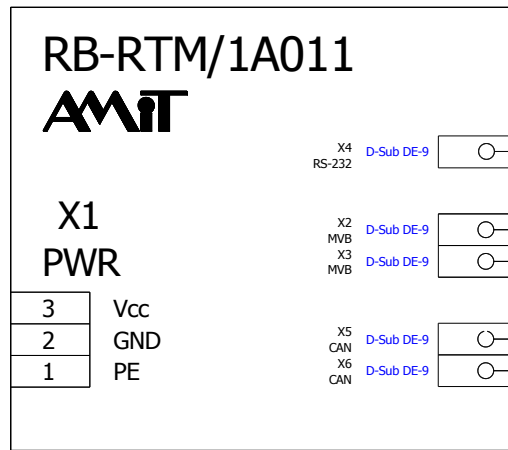 RB-RTM/1A011
AMiT
X4 D-Sub DE-9
RS-232
X1
PWR
X2 D-Sub DE-9
MVB
X3 D-Sub DE-9
MVB
3 Vcc
2 GND
1 PE
X5 D-Sub DE-9
CAN
X6 D-Sub DE-9
CAN